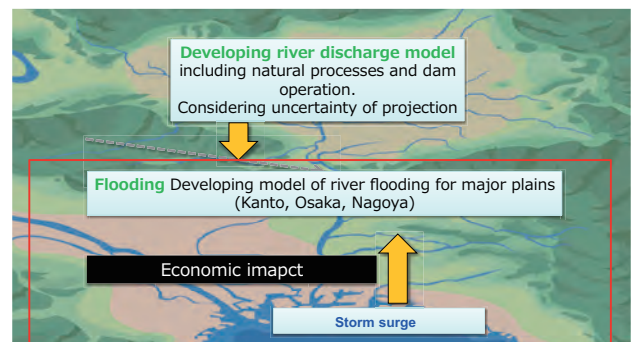 Developing river discharge model
including natural processes and dam
operation.
Considering uncertainty of projection
Flooding Developing model of river flooding for major plains
(Kanto, Osaka, Nagoya)
Economic imapct
Storm surge